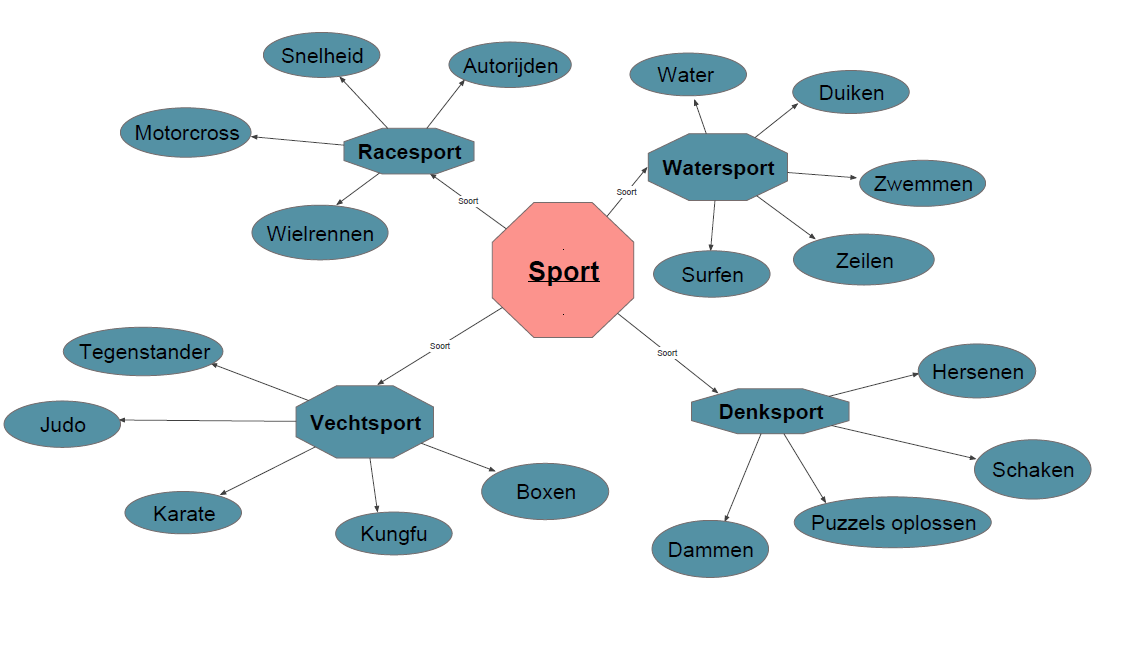 Snelheid
Autorijden
Motorcross
Racesport
Wielrennen
Soort
Water
Duiken
Watersport
Zwemmen
Zeilen
Surfen
Soort
Sport
Soort
Soort
Tegenstander
Judo
Vechtsport
Karate
Kungfu
Boxen
Hersenen
Denksport
Schaken
Puzzels oplossen
Dammen